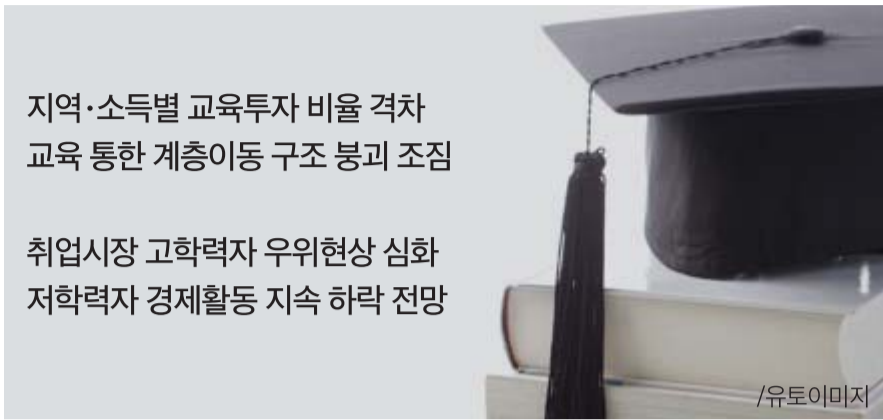 지역·소득별 교육투자 비율 격차
교육 통한 계층이동 구조 붕괴 조짐
취업시장 고학력자 우위현상 심화
저학력자 경제활동 지속 하락 전망
/유토이미지